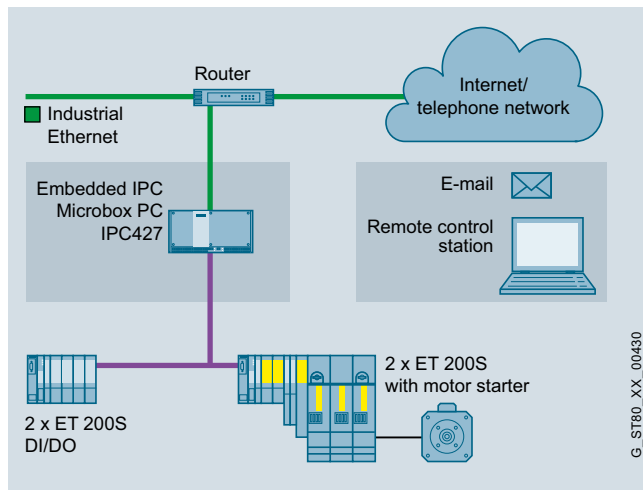 Router
Internet/
telephone network
Industrial
Ethernet
Embedded IPC
Microbox PC
IPC427
E-mail
Remote control
station
2 x ET 200S
DI/DO
2 x ET 200S
with motor starter
G_ST80_XX_00430